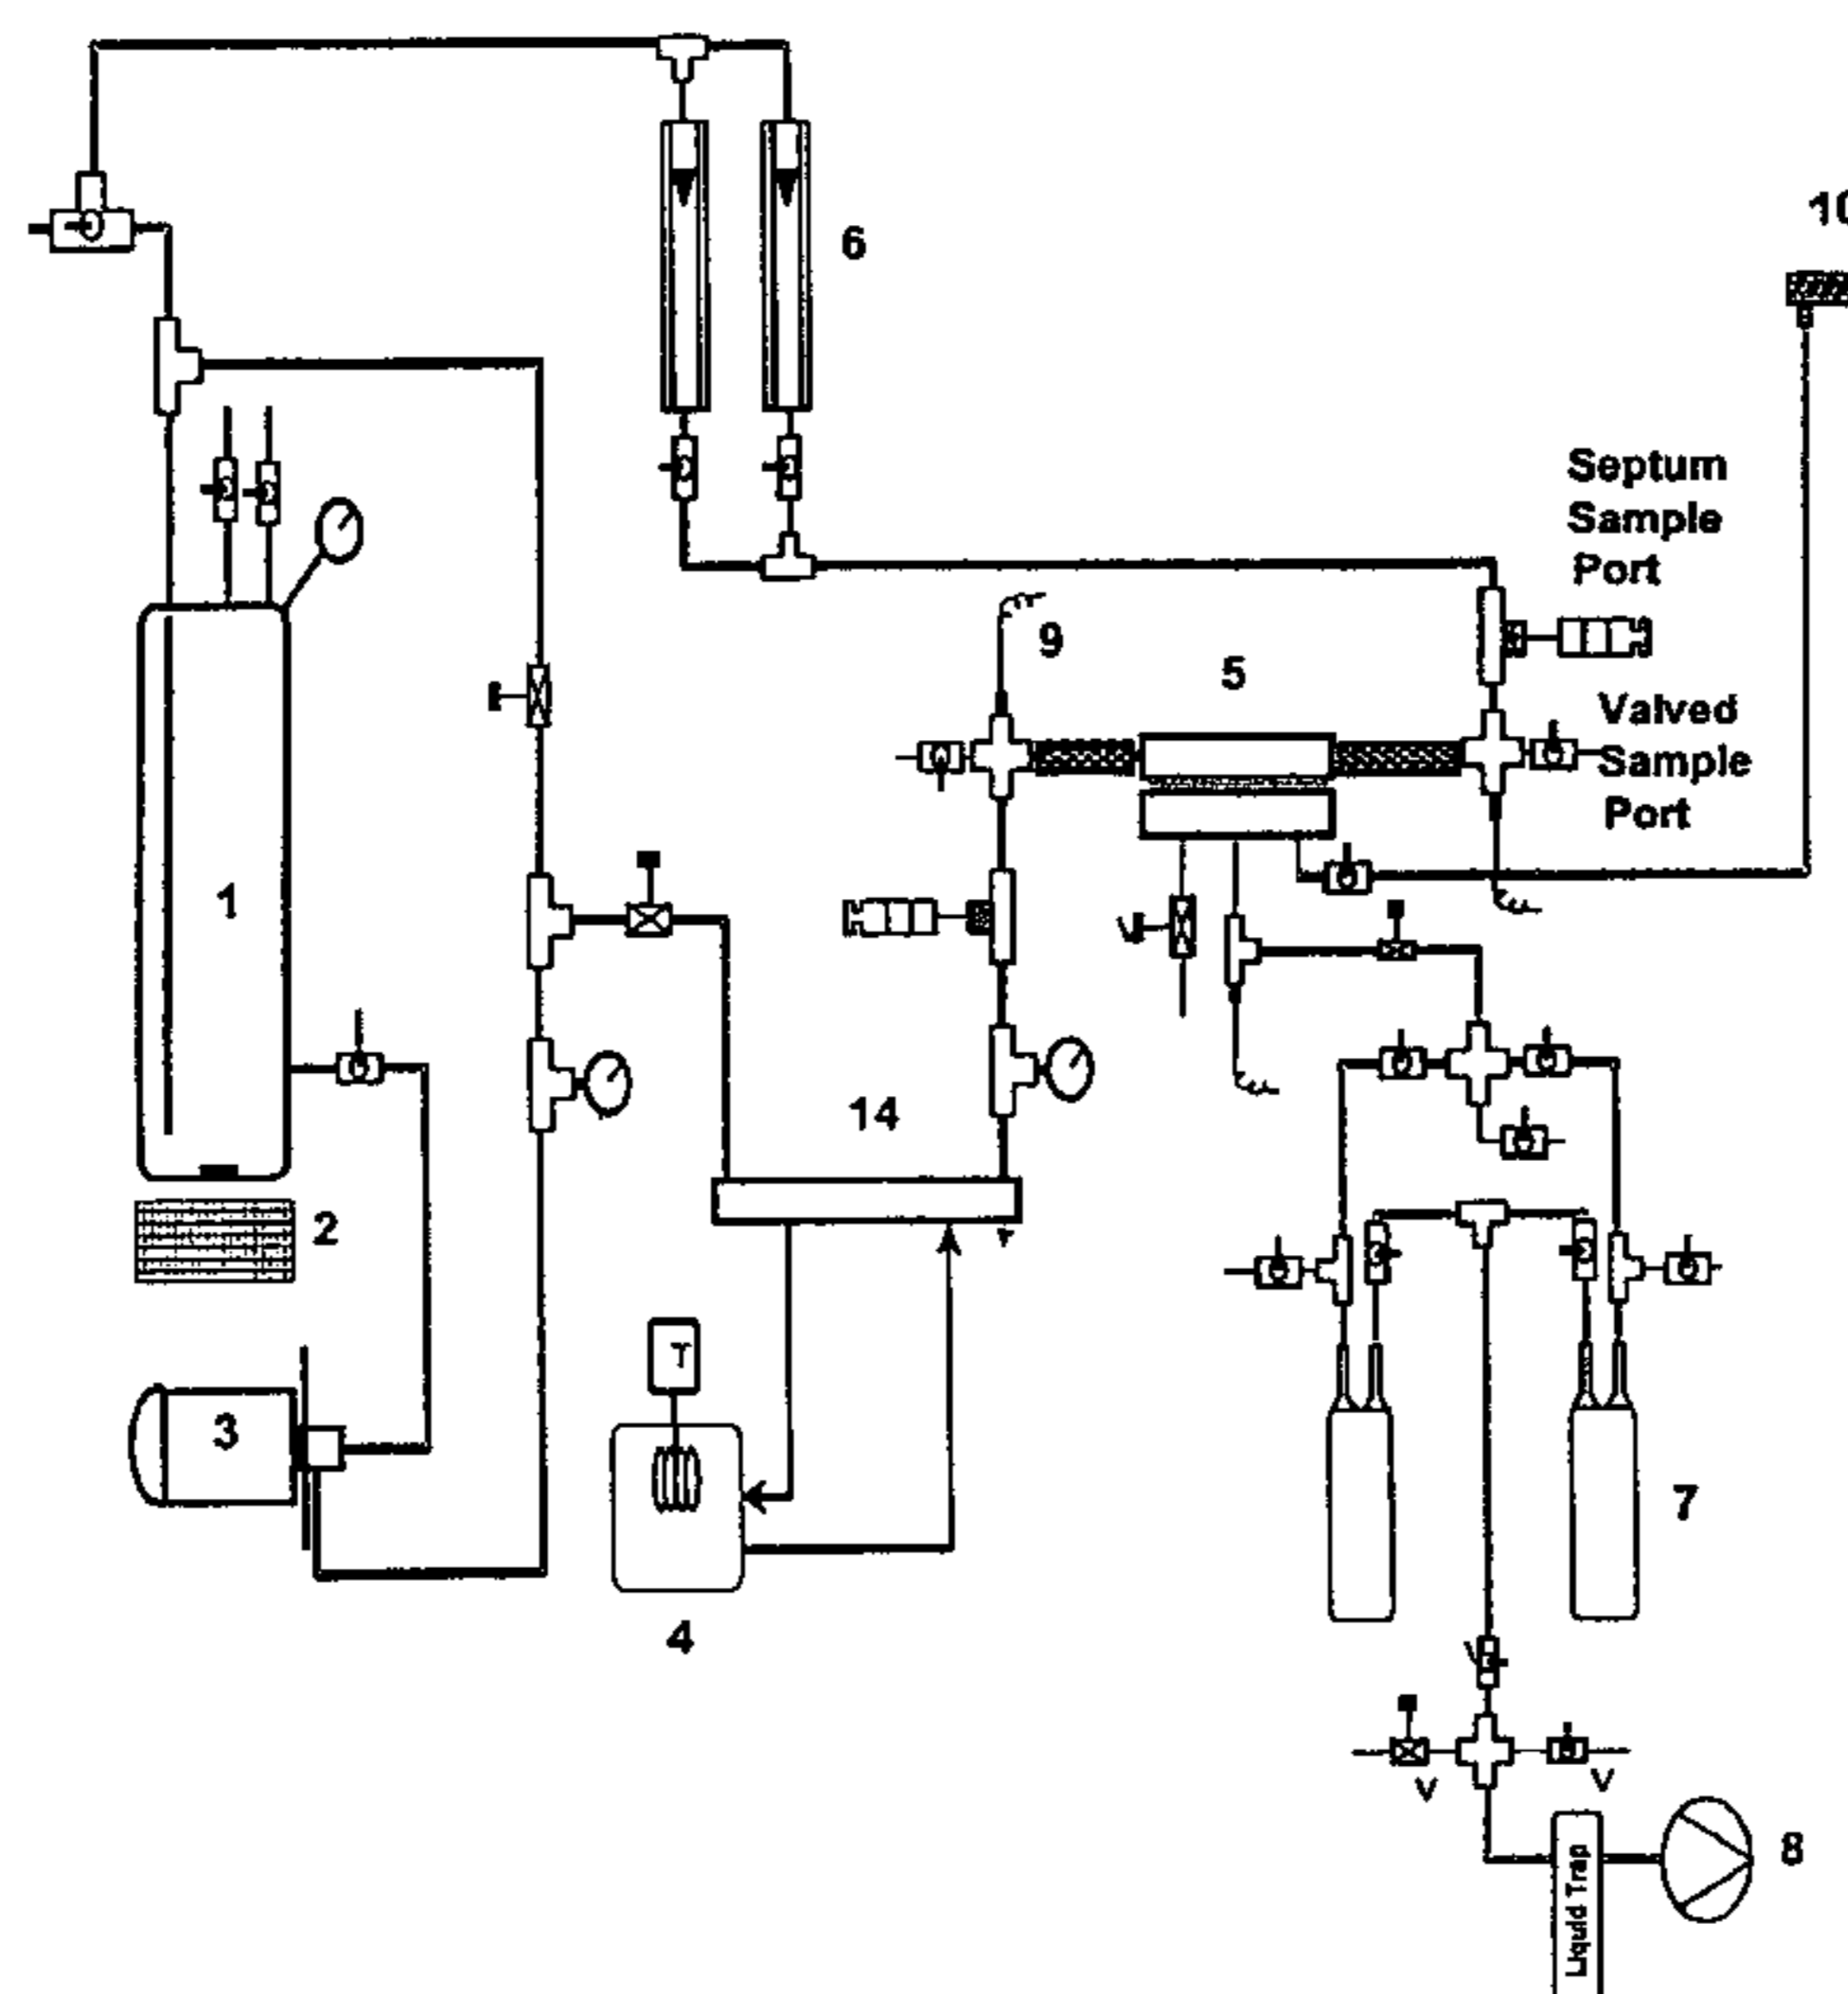 6
10
Septum
Sample
Port
9
5
Valved
Sample
Port
1
V
14
2
T
3
7
4
V
V
V
8
Liquid Trap